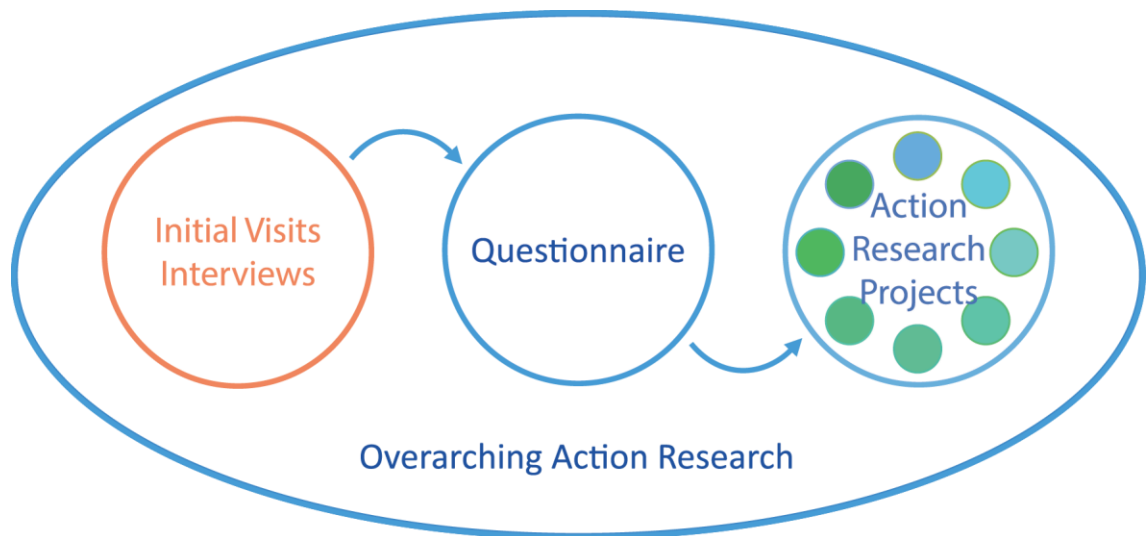 Initial Visits
Interviews
Questionnaire
Action
Research
Projects
Overarching Action Research